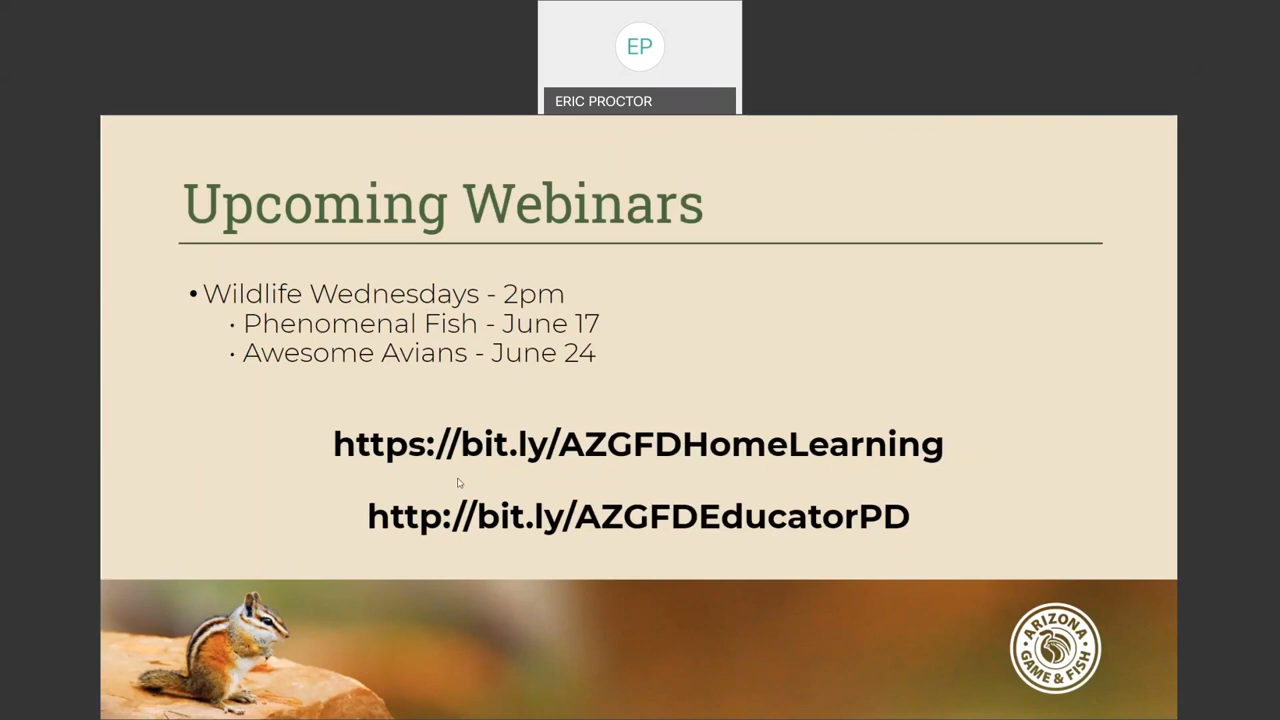 EP
ERIC PROCTOR
Upcoming Webinars
• Wildlife Wednesdays - 2pm
• Phenomenal Fish - June 17
• Awesome Avians - June 24
https://bit.ly/AZGFDHomeLearning
http://bit.ly/AZGFDEducatorPD
ARIZONA
GAME & FISH